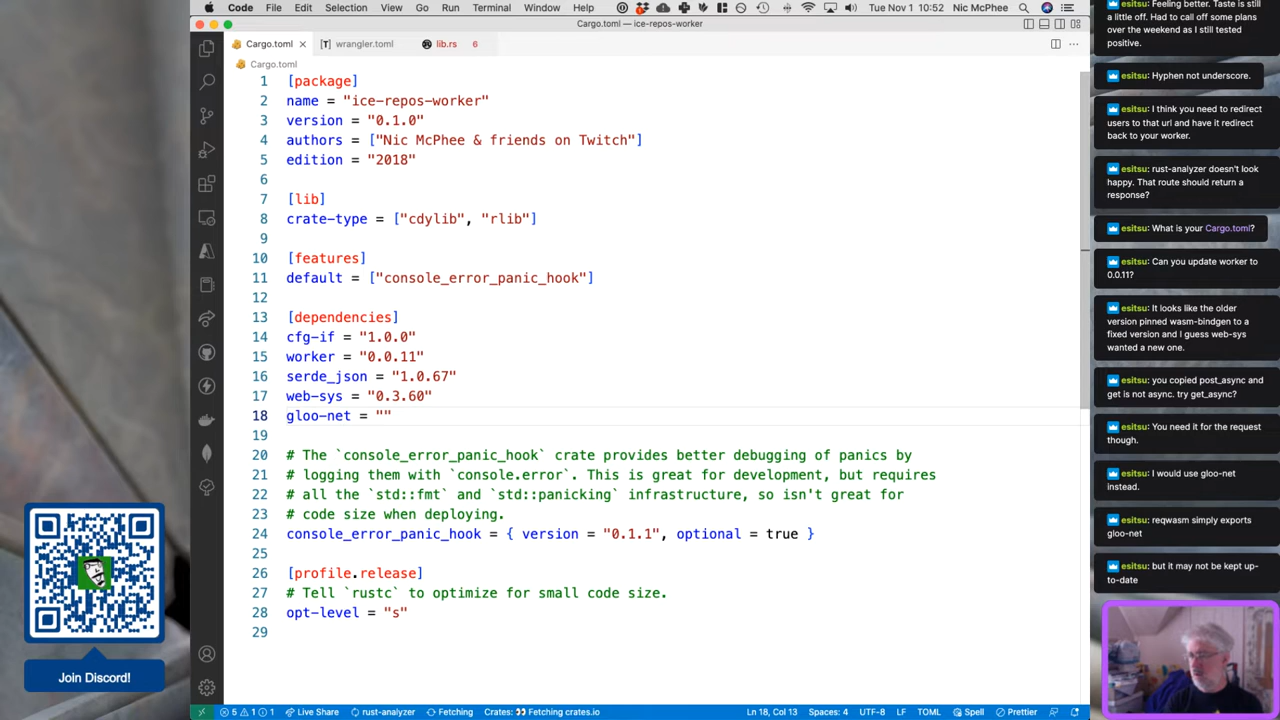 Code File Edit Selection View Go Run Terminal Window Help Tue Nov 1 10:52 Nic McPhee
Cargo.toml — ice-repos-worker
Cargo.toml × wrangler.toml lib.rs 6
Cargo.toml
1 [package]
2 name = "ice-repos-worker"
3 version = "0.1.0"
4 authors = ["Nic McPhee & friends on Twitch"]
5 edition = "2018"
6
7 [lib]
8 crate-type = ["cdylib", "rlib"]
9
10 [features]
11 default = ["console_error_panic_hook"]
12
13 [dependencies]
14 cfg-if = "1.0.0"
15 worker = "0.0.11"
16 serde_json = "1.0.67"
17 web-sys = "0.3.60"
18 gloo-net = ""
19
20 # The `console_error_panic_hook` crate provides better debugging of panics by
21 # logging them with `console.error`. This is great for development, but requires
22 # all the `std::fmt` and `std::panicking` infrastructure, so isn't great for
23 # code size when deploying.
24 console_error_panic_hook = { version = "0.1.1", optional = true }
25
26 [profile.release]
27 # Tell `rustc` to optimize for small code size.
28 opt-level = "s"
29
5 1 1 Live Share rust-analyzer Fetching Crates: 👀 Fetching crates.io Ln 18, Col 13 Spaces: 4 UTF-8 LF TOML Spell Prettier
Join Discord!
esitsu: Feeling better. Taste is still
a little off. Had to call off some plans
over the weekend as I still tested
positive.
esitsu: Hyphen not underscore.
esitsu: I think you need to redirect
users to that url and have it redirect
back to your worker.
esitsu: rust-analyzer doesn't look
happy. That route should return a
response?
esitsu: What is your Cargo.toml?
esitsu: Can you update worker to
0.0.11?
esitsu: It looks like the older
version pinned wasm-bindgen to a
fixed version and I guess web-sys
wanted a new one.
esitsu: you copied post_async and
get is not async. try get_async?
esitsu: You need it for the request
though.
esitsu: I would use gloo-net
instead.
esitsu: reqwasm simply exports
gloo-net
esitsu: but it may not be kept up-
to-date